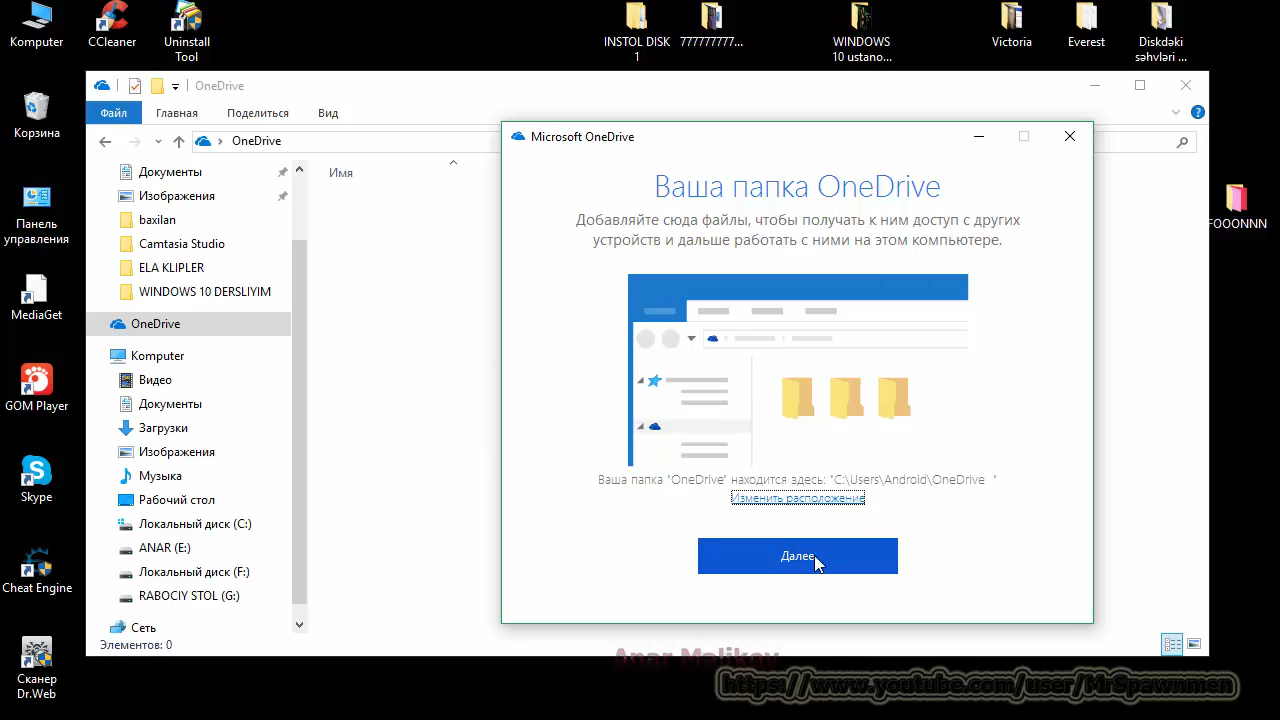 Komputer
CCleaner
Uninstall
Tool
INSTOL DISK
1
777777777...
WINDOWS
10 ustano...
Victoria
Everest
Diskdəki
səhvləri ...
Корзина
Панель
управления
MediaGet
GOM Player
Skype
Cheat Engine
Сканер
Dr.Web
FOOONNN
OneDrive
Файл
Главная
Поделиться
Вид
OneDrive
Имя
Документы
Изображения
baxilan
Camtasia Studio
ELA KLIPLER
WINDOWS 10 DERSLIYIM
OneDrive
Komputer
Видео
Документы
Загрузки
Изображения
Музыка
Рабочий стол
Локальный диск (C:)
ANAR (E:)
Локальный диск (F:)
RABOCIY STOL (G:)
Сеть
Элементов: 0
Microsoft OneDrive
Ваша папка OneDrive
Добавляйте сюда файлы, чтобы получать к ним доступ с других
устройств и дальше работать с ними на этом компьютере.
Ваша папка "OneDrive" находится здесь: "C:\Users\Android\OneDrive "
Изменить расположение
Далее
Anar Məlikov
https://www.youtube.com/user/MrSpawnmen